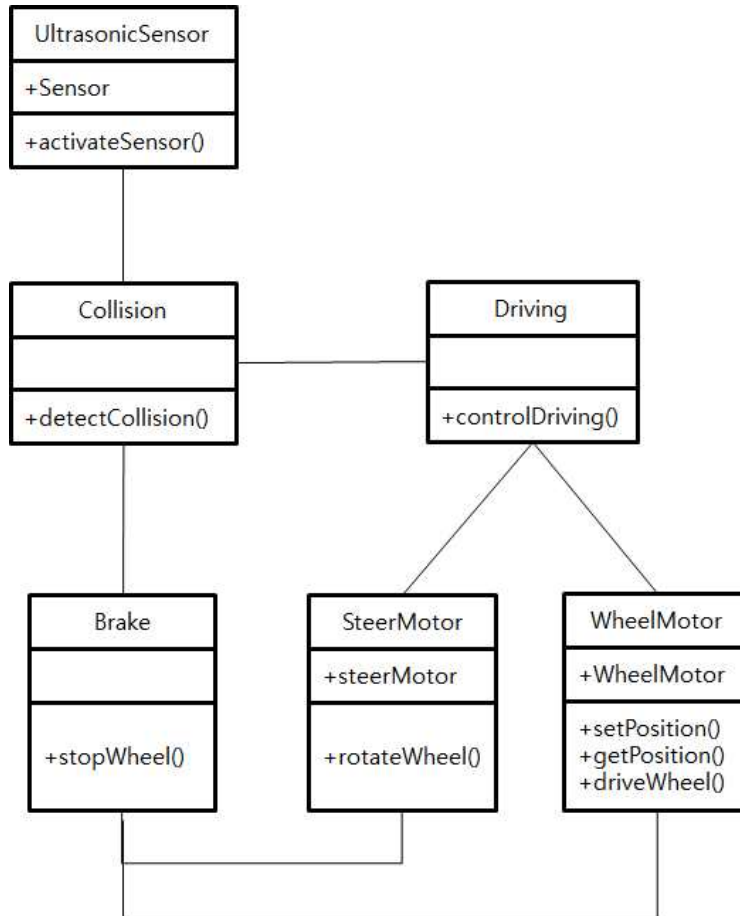 UltrasonicSensor
+Sensor
+activateSensor()
Collision
+detectCollision()
Driving
+controlDriving()
Brake
+stopWheel()
SteerMotor
+steerMotor
+rotateWheel()
WheelMotor
+WheelMotor
+setPosition()
+getPosition()
+driveWheel()